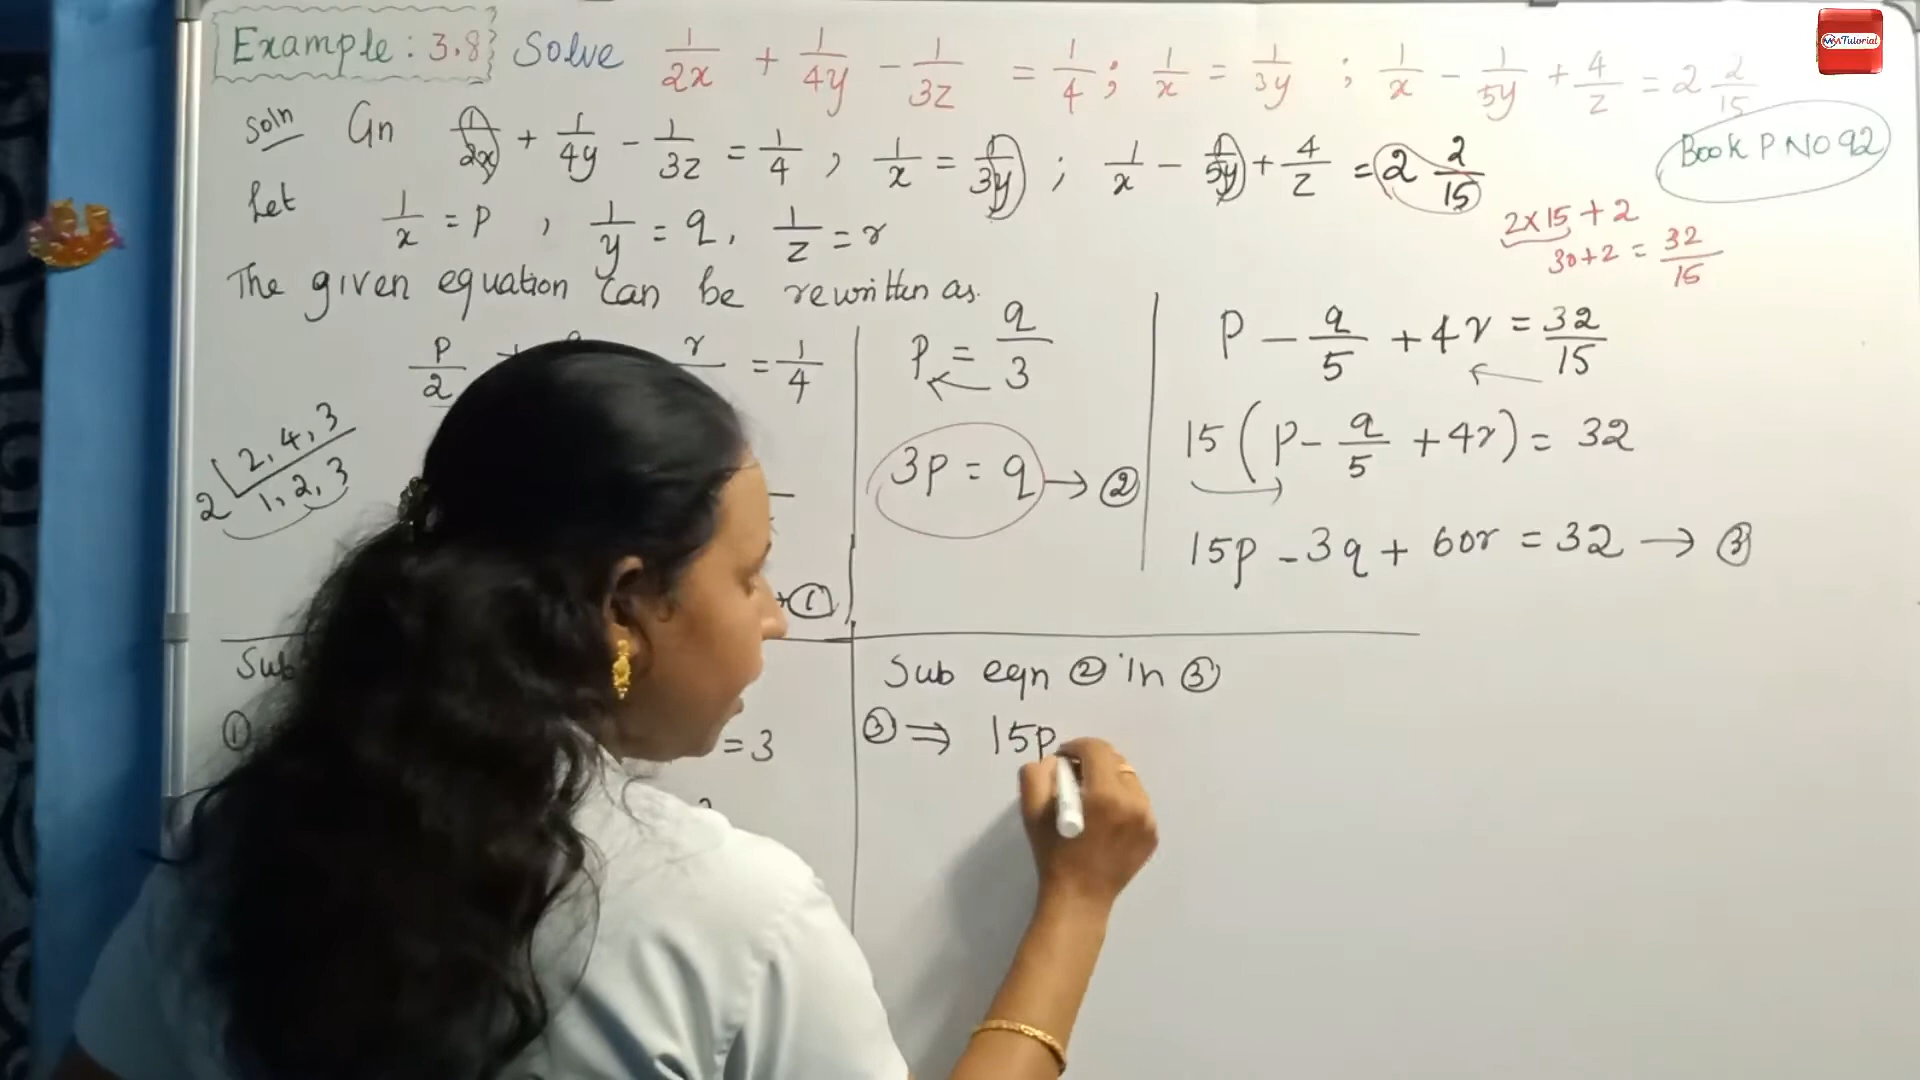 Example: 3.8 Solve 1/2x + 1/4y - 1/3z = 1/4 ; 1/x = 1/3y ; 1/x - 1/5y + 4/z = 2 2/15
MATutorial
Soln Gn 1/2x + 1/4y - 1/3z = 1/4 , 1/x = 1/3y ; 1/x - 1/5y + 4/z = 2 2/15
Book P NO 92
Let 1/x = p , 1/y = q , 1/z = r
2×15 + 2
30+2 = 32/15
The given equation can be rewritten as.
p/2 + r = 1/4
2 | 2, 4, 3
1, 2, 3
→ ①
p = q/3
3p = q → ②
p - q/5 + 4r = 32/15
15 ( p - q/5 + 4r ) = 32
15p - 3q + 60r = 32 → ③
Sub
① = 3
Sub eqn ② in ③
③ ⇒ 15p